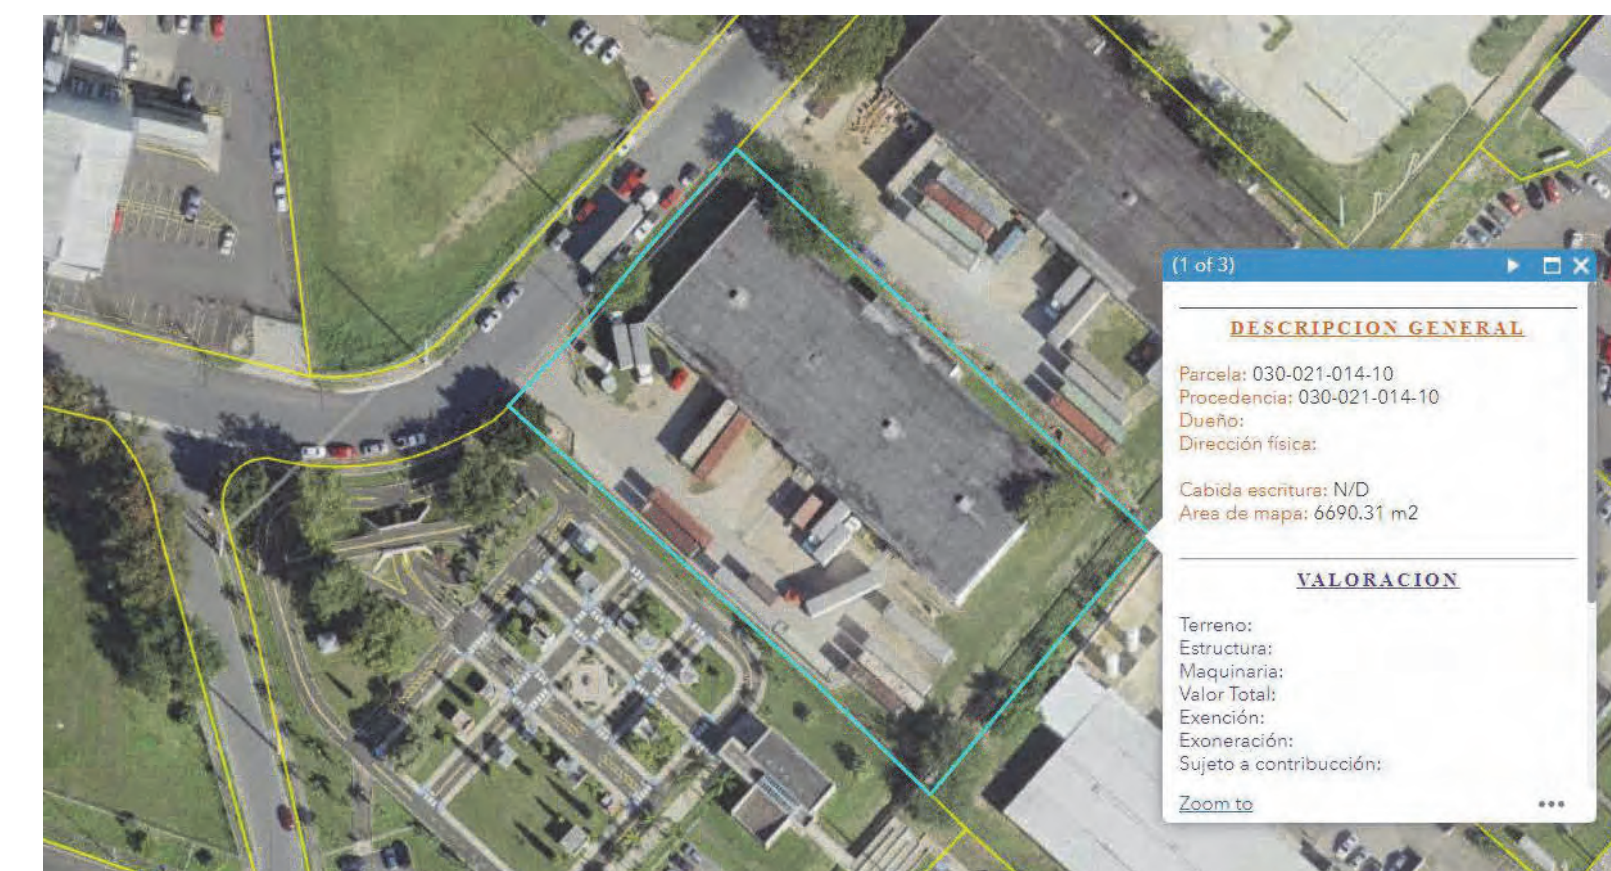 (1 of 3)
DESCRIPCION GENERAL
Parcela: 030-021-014-10
Procedencia: 030-021-014-10
Dueño:
Dirección física:
Cabida escritura: N/D
Area de mapa: 6690.31 m2
VALORACION
Terreno:
Estructura:
Maquinaria:
Valor Total:
Exención:
Exoneración:
Sujeto a contribucción:
Zoom to